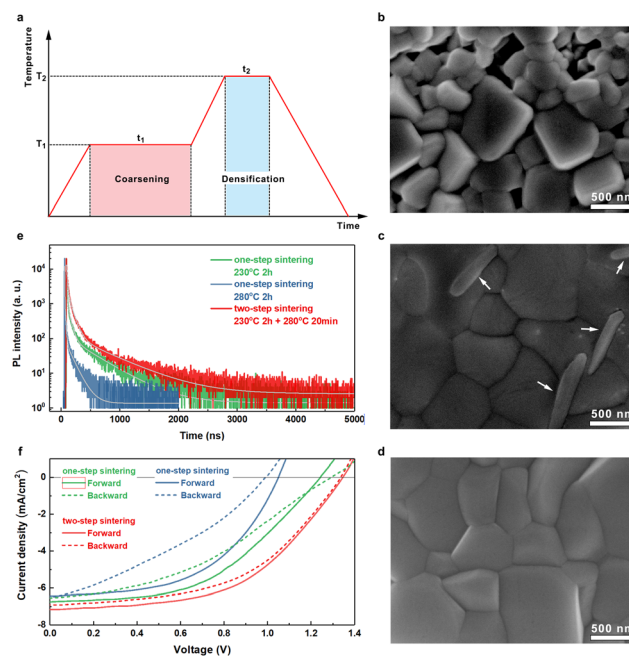 a
Temperature
T2
T1
t1
t2
Coarsening
Densification
Time
b
500 nm
c
500 nm
d
500 nm
e
PL intensity (a. u.)
10^4
10^3
10^2
10^1
10^0
0 1000 2000 3000 4000 5000
Time (ns)
one-step sintering
230°C 2h
one-step sintering
280°C 2h
two-step sintering
230°C 2h + 280°C 20min
f
Current density (mA/cm²)
0
-2
-4
-6
-8
0.0 0.2 0.4 0.6 0.8 1.0 1.2 1.4
Voltage (V)
one-step sintering
Forward
Backward
one-step sintering
Forward
Backward
two-step sintering
Forward
Backward